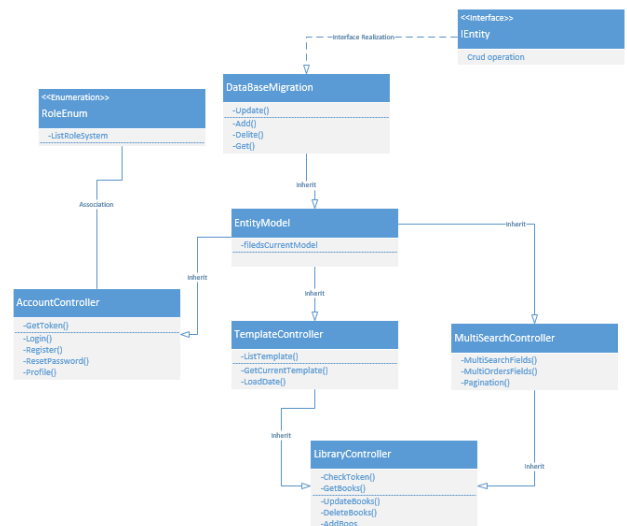 <<Interface>>
IEntity
Crud operation
Interface Realization
DataBaseMigration
-Update()
-Add()
-Delite()
-Get()
<<Enumeration>>
RoleEnum
-ListRoleSystem
Inherit
Association
EntityModel
-filedsCurrentModel
Inherit
Inherit
Inherit
AccountController
-GetToken()
-Login()
-Register()
-ResetPassword()
-Profile()
TemplateController
-ListTemplate()
-GetCurrentTemplate()
-LoadDate()
MultiSearchController
-MultiSearchFields()
-MultiOrdersFields()
-Pagination()
Inherit
Inherit
LibraryController
-CheckToken()
-GetBooks()
-UpdateBooks()
-DeleteBooks()
-AddBoos